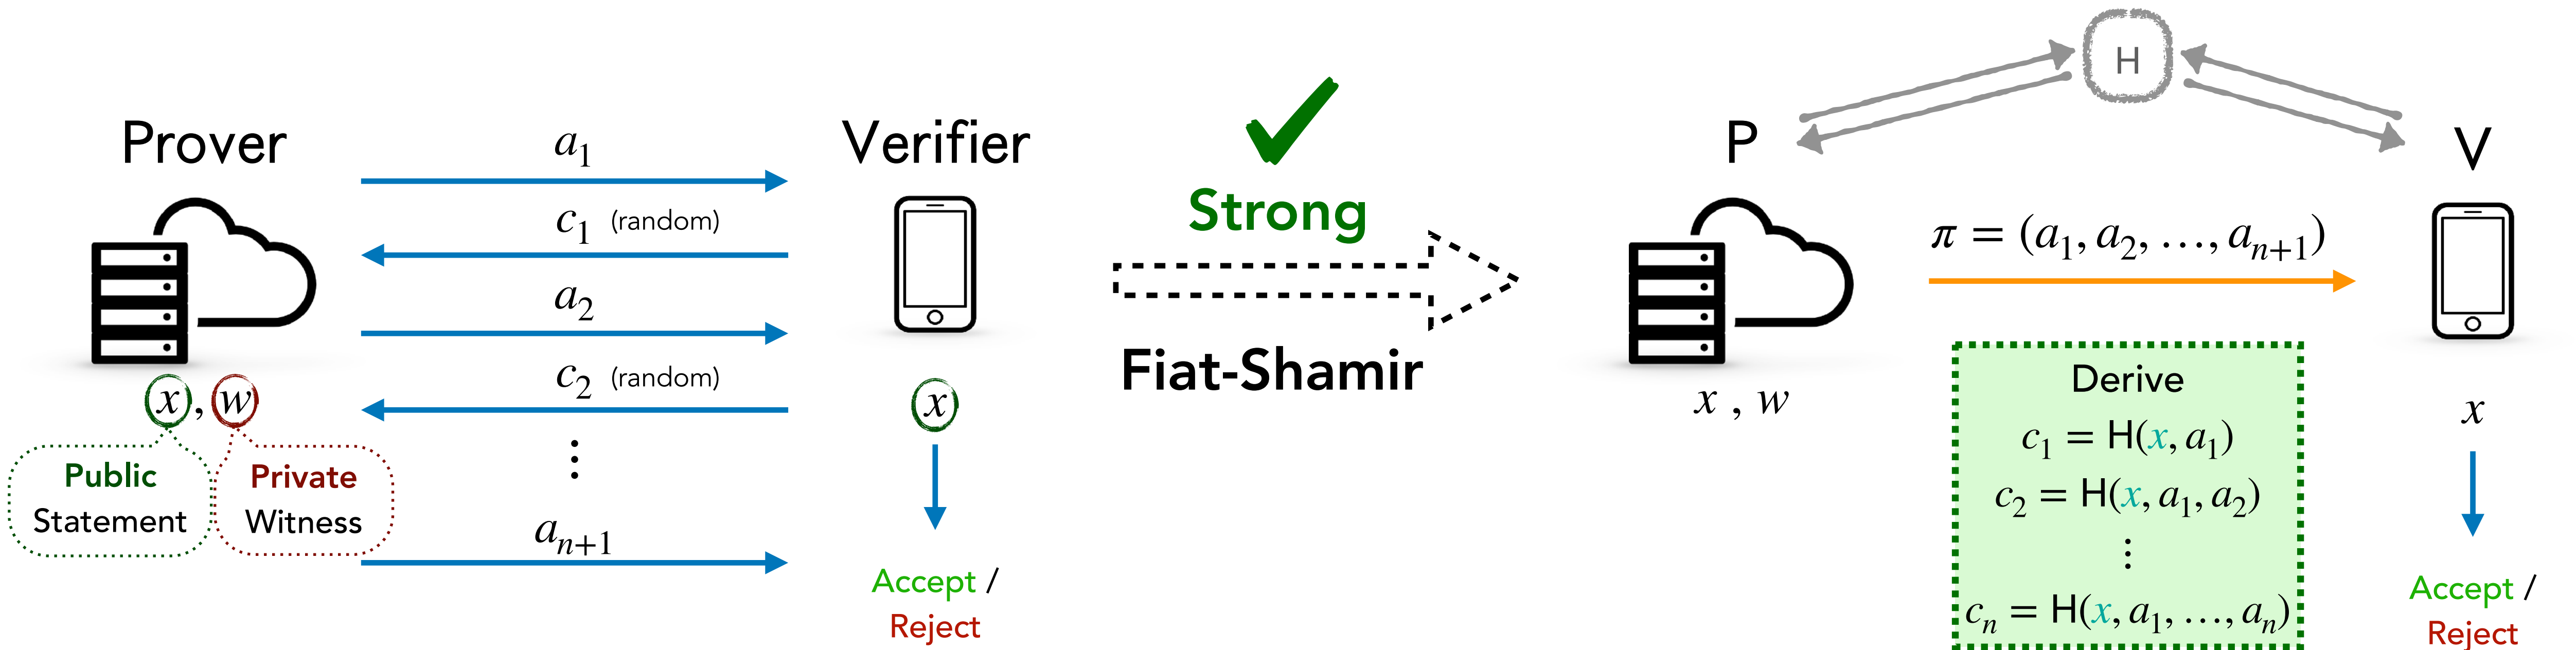 Prover
Verifier
a₁
c₁ (random)
a₂
c₂ (random)
⋮
aₙ₊₁
x , w
Public
Statement
Private
Witness
x
Accept /
Reject
Strong
Fiat-Shamir
H
P
V
π = (a₁, a₂, …, aₙ₊₁)
x , w
Derive
c₁ = H(x, a₁)
c₂ = H(x, a₁, a₂)
⋮
cₙ = H(x, a₁, …, aₙ)
x
Accept /
Reject